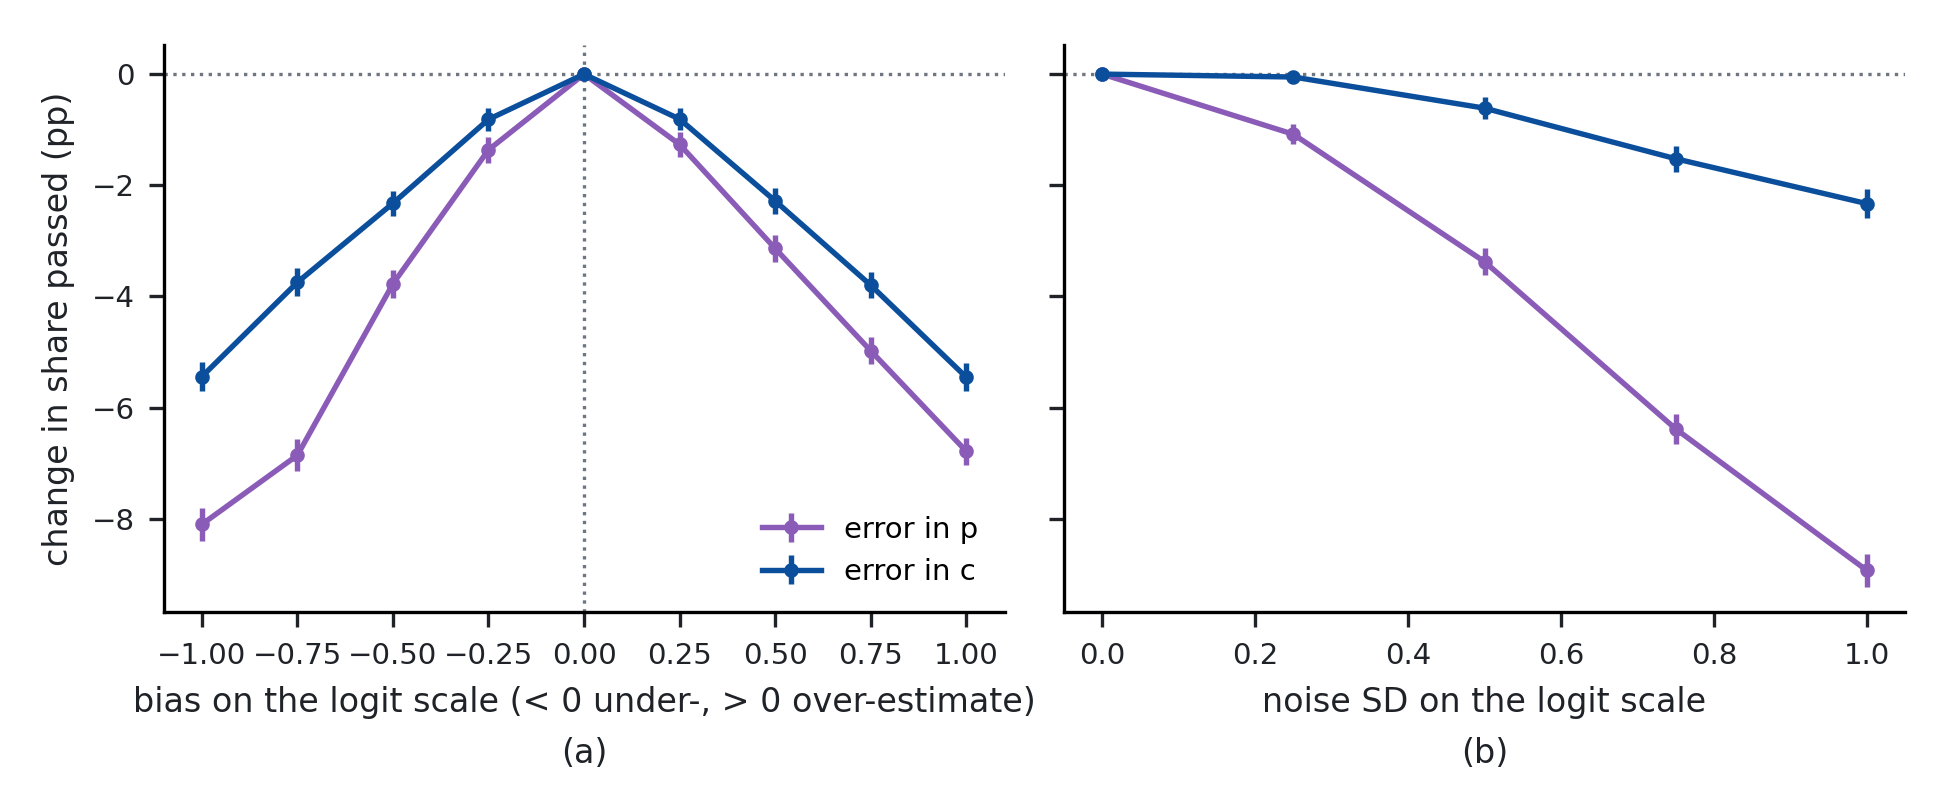 change in share passed (pp)
0
−2
−4
−6
−8
error in p
error in c
−1.00 −0.75 −0.50 −0.25 0.00 0.25 0.50 0.75 1.00
bias on the logit scale (< 0 under-, > 0 over-estimate)
(a)
0.0 0.2 0.4 0.6 0.8 1.0
noise SD on the logit scale
(b)